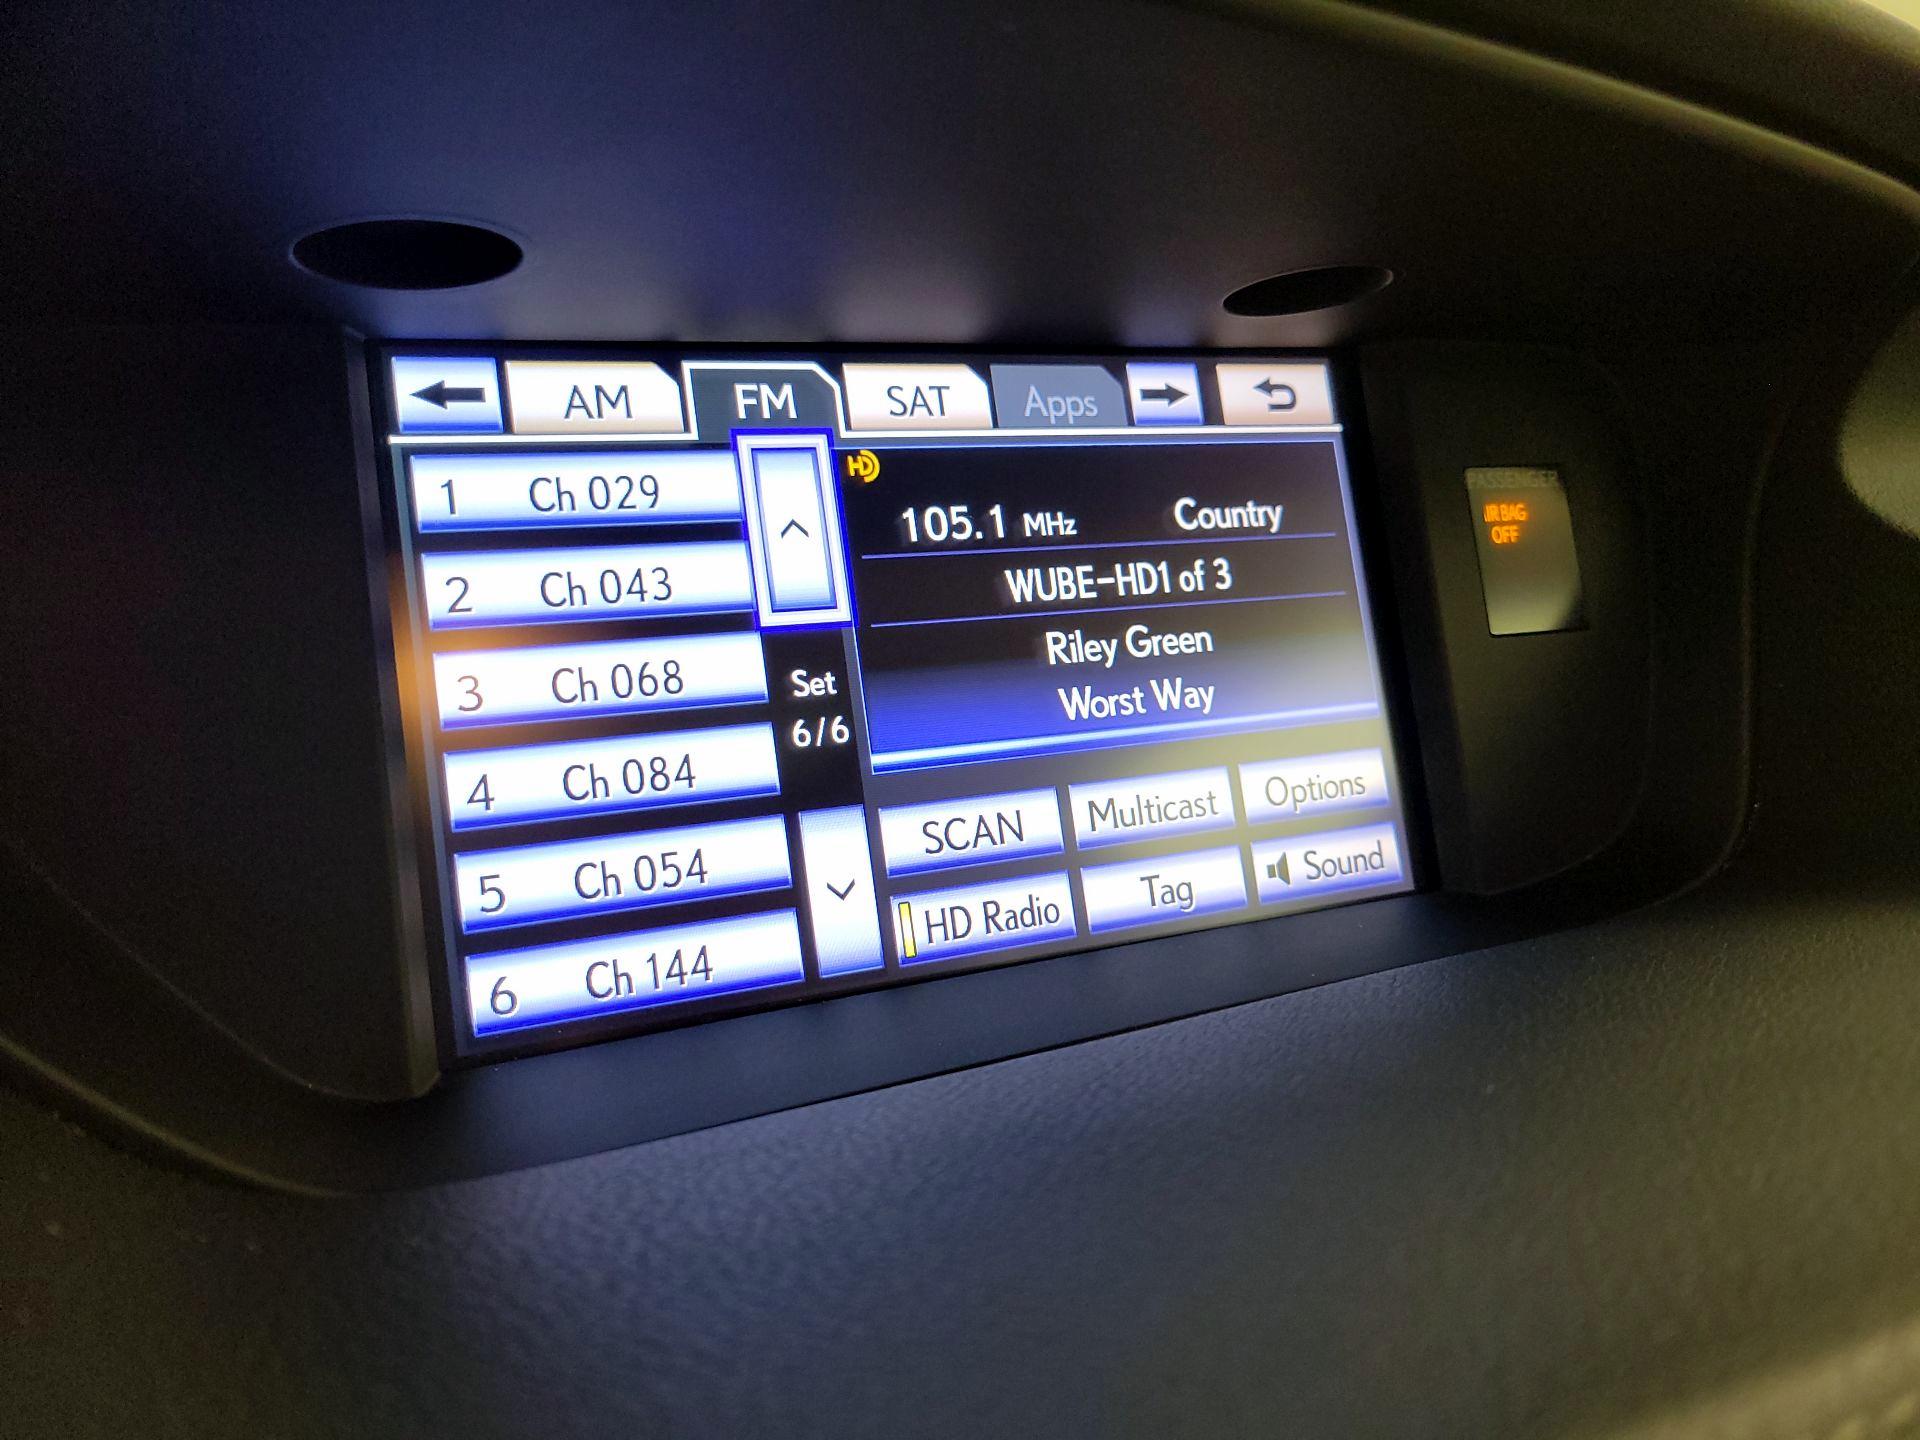 AM FM SAT Apps
1 Ch 029
2 Ch 043
3 Ch 068
4 Ch 084
5 Ch 054
6 Ch 144
Set
6/6
HD
105.1 MHz Country
WUBE-HD1 of 3
Riley Green
Worst Way
SCAN Multicast Options
HD Radio Tag Sound
PASSENGER
AIR BAG
OFF